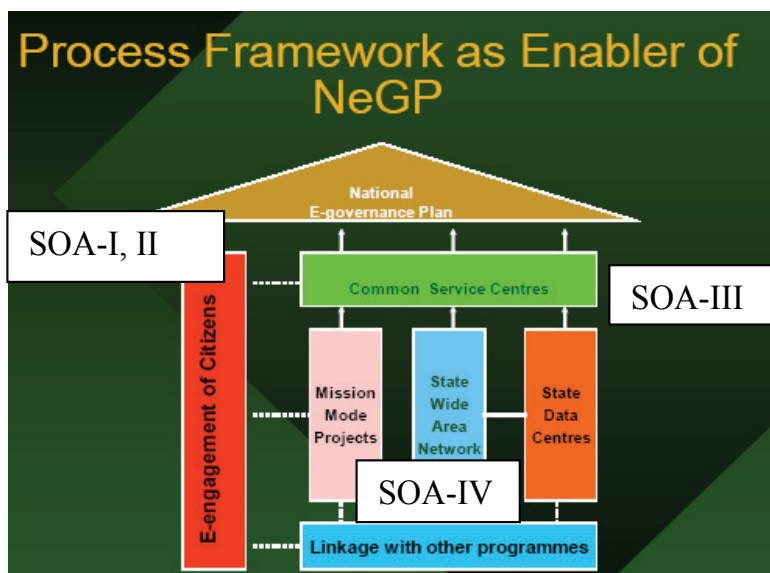 Process Framework as Enabler of
NeGP
National
E-governance Plan
SOA-I, II
Common Service Centres
SOA-III
E-engagement of Citizens
Mission
Mode
Projects
State
Wide
Area
Network
State
Data
Centres
SOA-IV
Linkage with other programmes